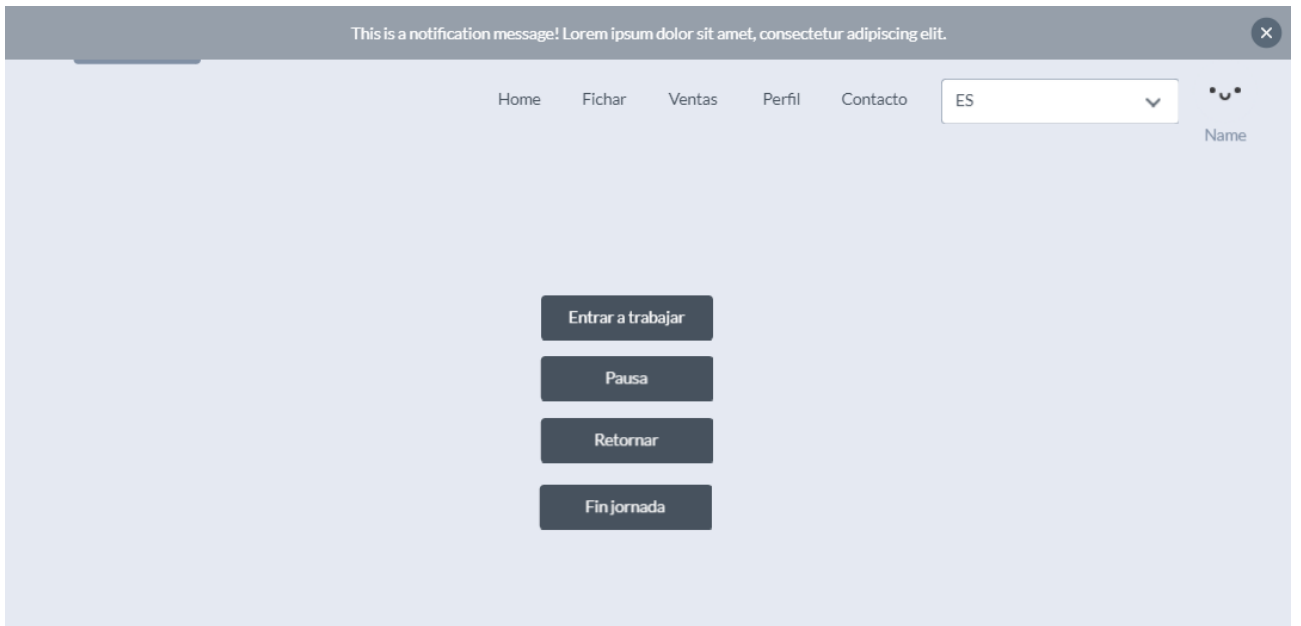 This is a notification message! Lorem ipsum dolor sit amet, consectetur adipiscing elit.
Home Fichar Ventas Perfil Contacto ES
Name
Entrar a trabajar
Pausa
Retornar
Fin jornada